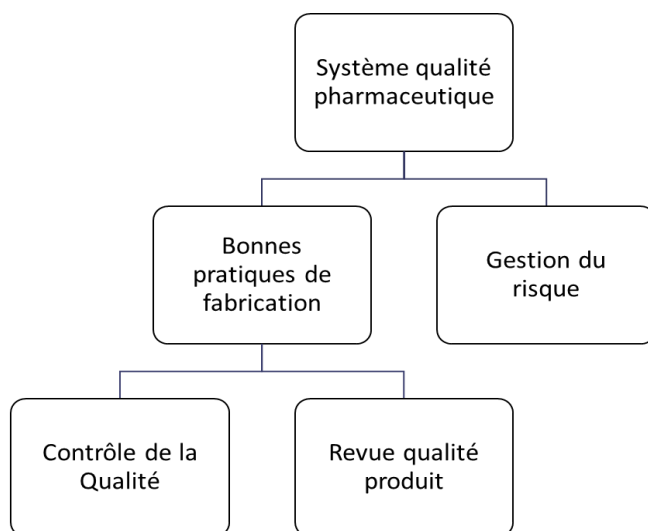 Système qualité
pharmaceutique
Bonnes
pratiques de
fabrication
Gestion du
risque
Contrôle de la
Qualité
Revue qualité
produit